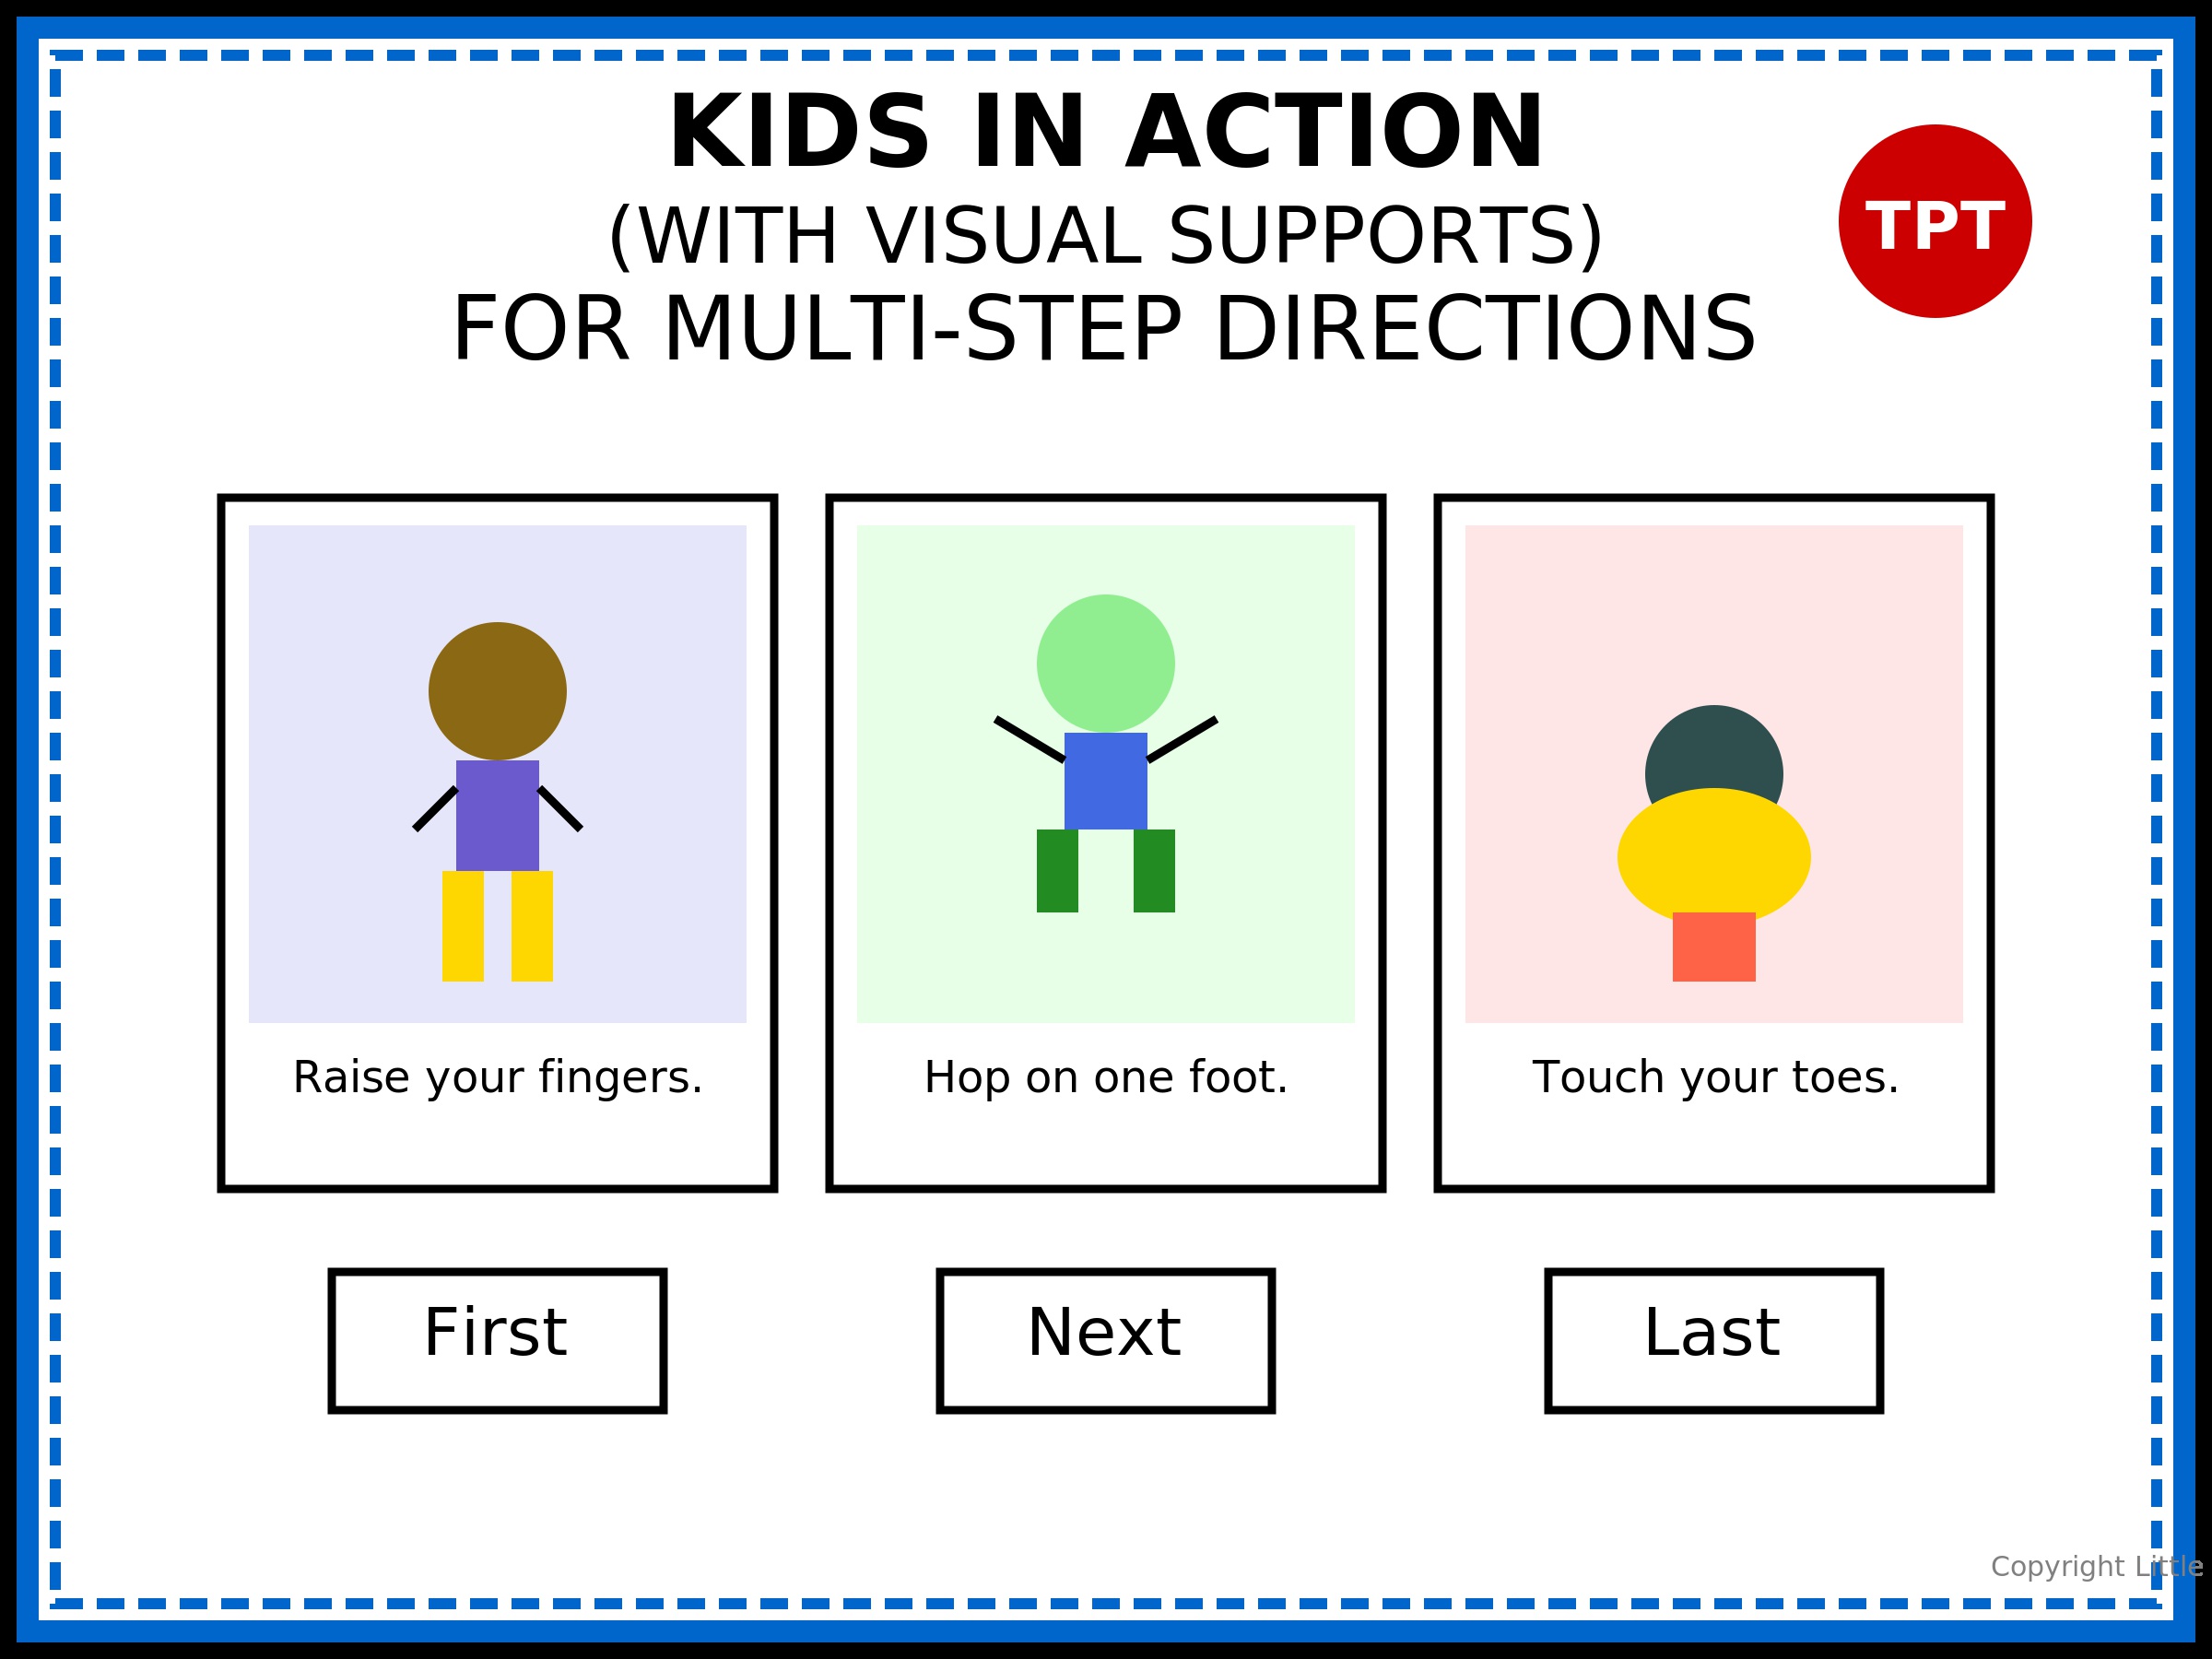 KIDS IN ACTION
(WITH VISUAL SUPPORTS)
FOR MULTI-STEP DIRECTIONS
TPT
Raise your fingers.
Hop on one foot.
Touch your toes.
First
Next
Last
Copyright Little